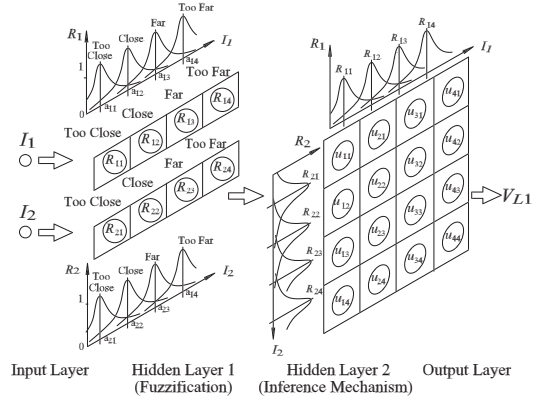 R1
1
0
Too Close
Close
Far
Too Far
I1
a11
a12
a13
a14
Too Close
Close
Far
Too Far
R11
R12
R13
R14
I1
I2
Too Close
Close
Far
Too Far
R21
R22
R23
R24
R2
1
0
Too Close
Close
Far
Too Far
I2
a21
a22
a23
a14
R1
R11
R12
R13
R14
I1
R2
R21
R22
R23
R24
I2
u11
u21
u31
u41
u12
u22
u32
u42
u13
u23
u33
u43
u14
u24
u34
u44
VL1
Input Layer
Hidden Layer 1
(Fuzzification)
Hidden Layer 2
(Inference Mechanism)
Output Layer